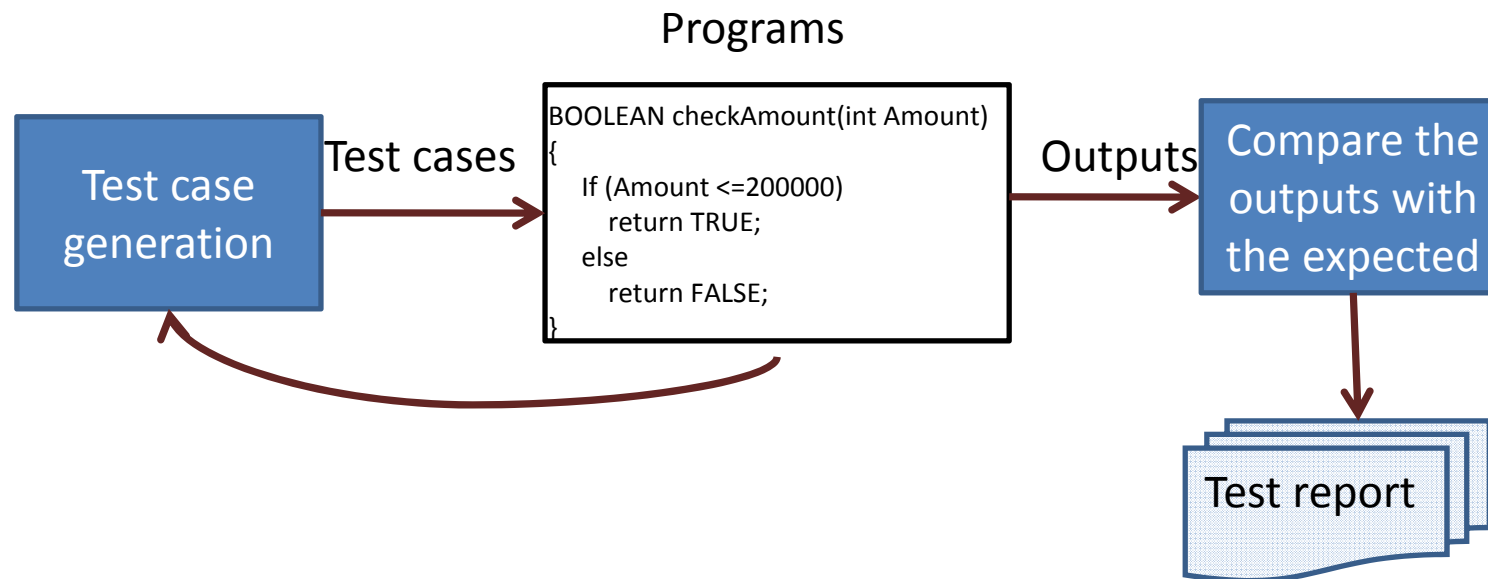 Programs
Test case
generation
Test cases
BOOLEAN checkAmount(int Amount)
{
If (Amount <=200000)
return TRUE;
else
return FALSE;
}
Outputs
Compare the
outputs with
the expected
Test report